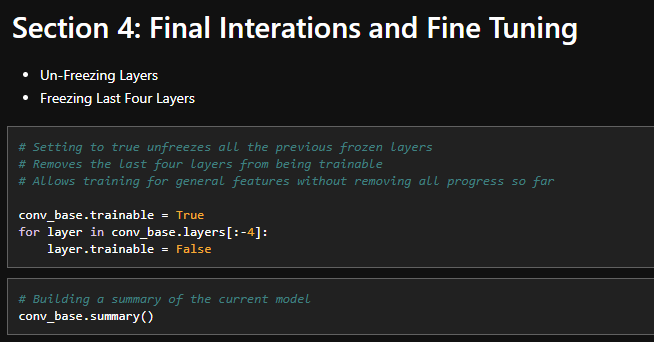 Section 4: Final Interations and Fine Tuning
• Un-Freezing Layers
• Freezing Last Four Layers
# Setting to true unfreezes all the previous frozen layers
# Removes the last four layers from being trainable
# Allows training for general features without removing all progress so far
conv_base.trainable = True
for layer in conv_base.layers[:-4]:
    layer.trainable = False
# Building a summary of the current model
conv_base.summary()